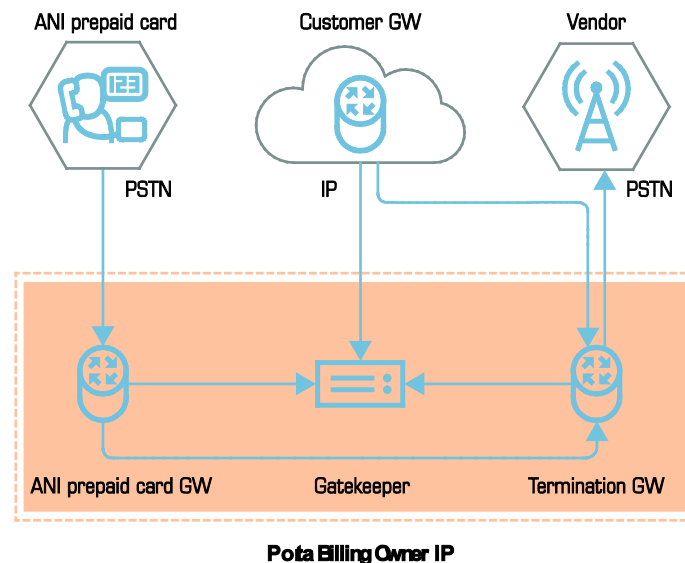 ANI prepaid card Customer GW Vendor
123
PSTN IP PSTN
ANI prepaid card GW Gatekeeper Termination GW
Porta Billing Owner IP